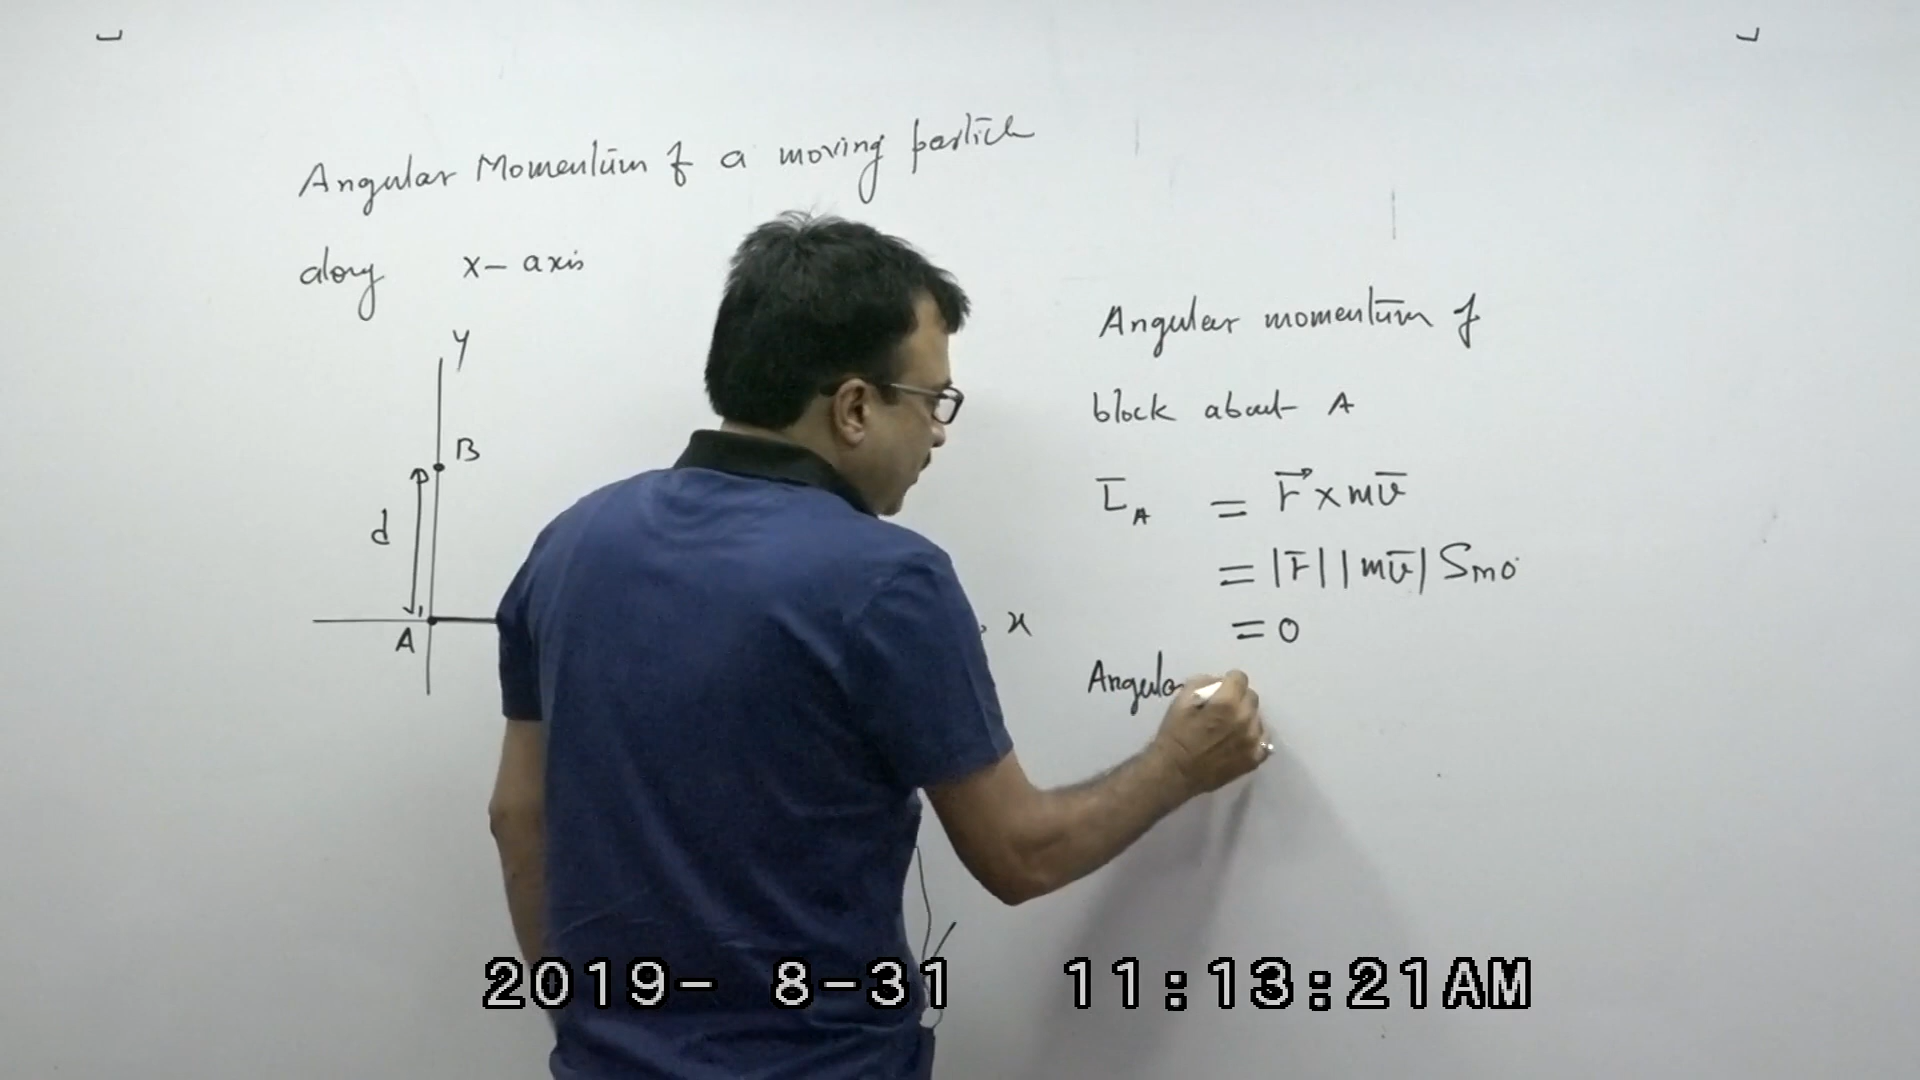 Angular Momentum of a moving particle
along x-axis
y
B
d
A
x
Angular momentum of
block about A
L̄_A = r⃗ × mv̄
= |r̄| |mv̄| Sin0
= 0
Angula
2019- 8-31 11:13:21AM